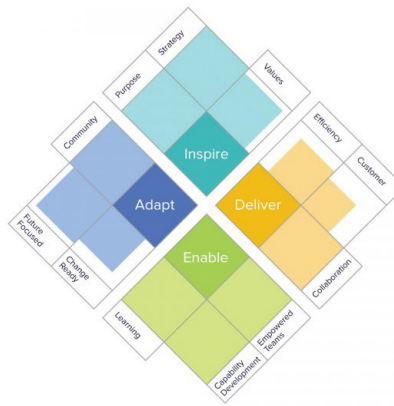 Strategy
Purpose
Values
Inspire
Community
Efficiency
Customer
Adapt
Deliver
Future
Focused
Change
Ready
Enable
Collaboration
Learning
Empowered
Teams
Capability
Development